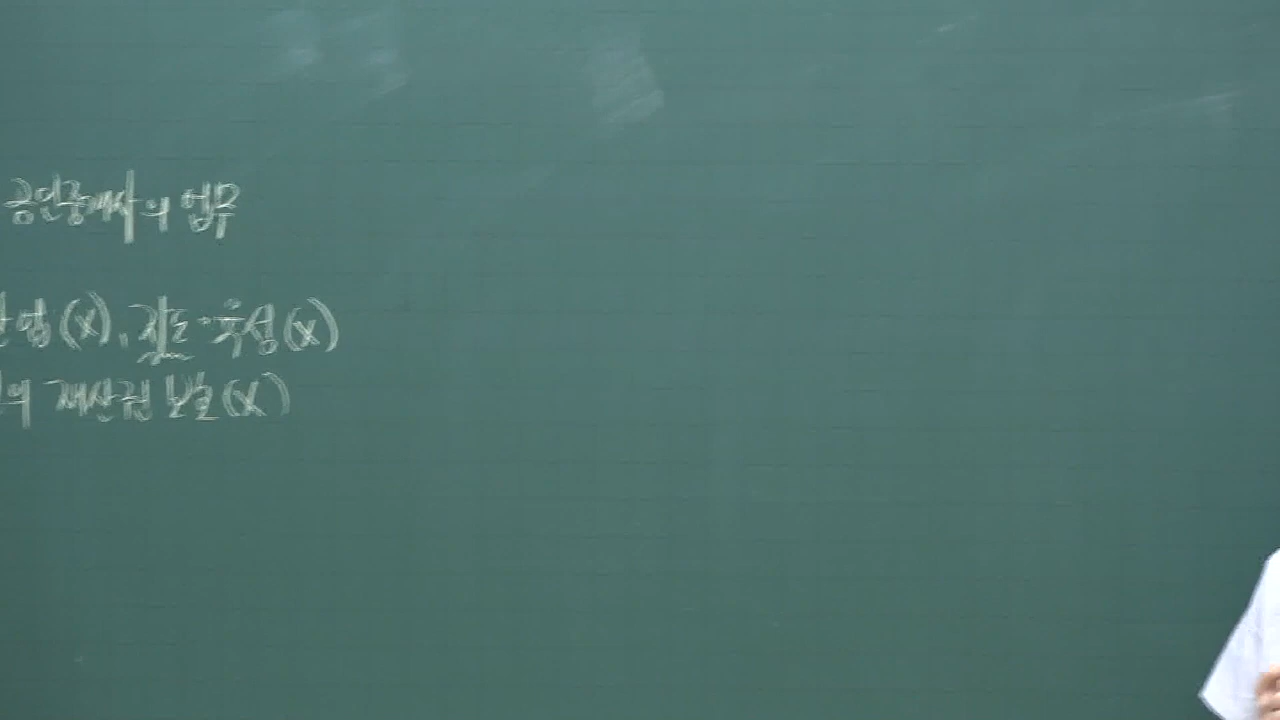 공인중개사의 업무
업(X), 지도·육성(X)
의 재산권 보호(X)